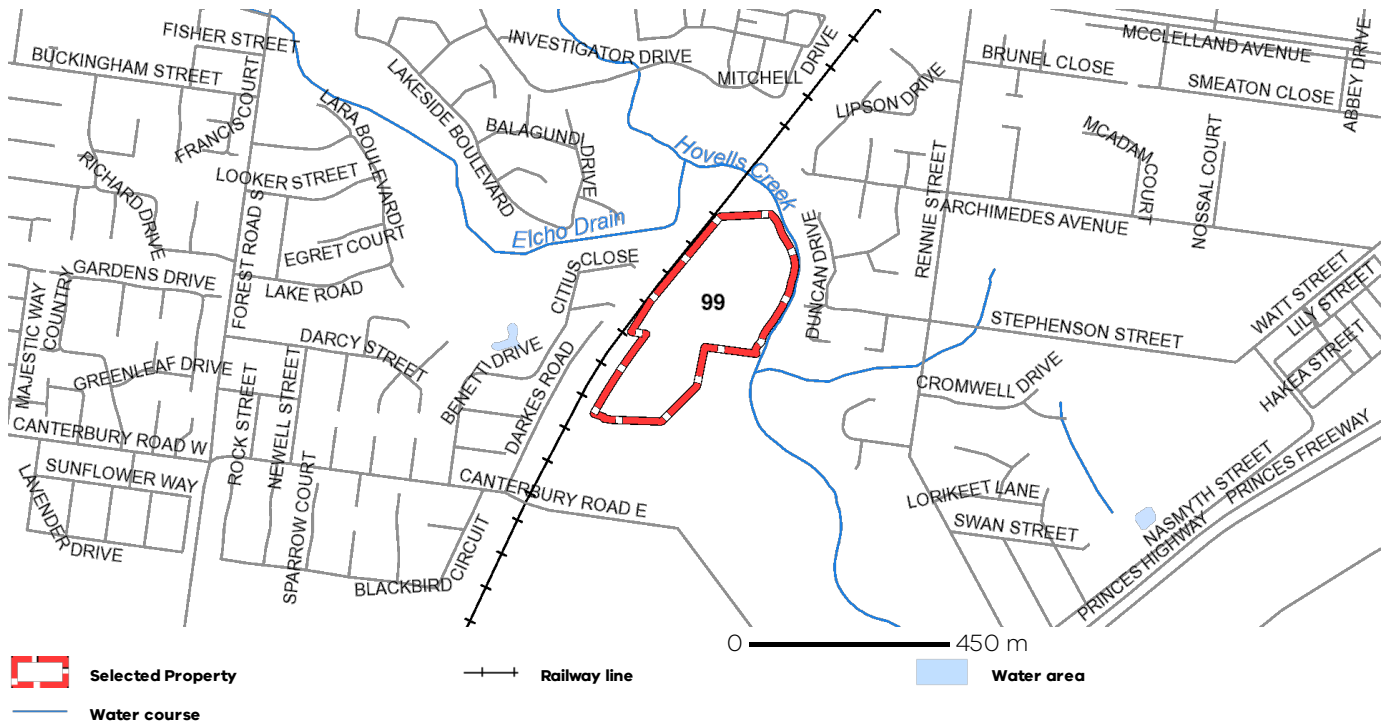 FISHER STREET
BUCKINGHAM STREET
FRANCIS COURT
LAKESIDE BOULEVARD
INVESTIGATOR DRIVE
MITCHELL DRIVE
LIPSON DRIVE
BRUNEL CLOSE
MCCLELLAND AVENUE
SMEATON CLOSE
ABBEY DRIVE
LARA BOULEVARD
BALAGUNDI DRIVE
Hovells Creek
MCADAM COURT
NOSSAL COURT
RICHARD DRIVE
LOOKER STREET
FOREST ROAD S
EGRET COURT
Elcho Drain
RENNIE STREET
ARCHIMEDES AVENUE
DUNCAN DRIVE
MAJESTIC WAY
COUNTRY
GARDENS DRIVE
LAKE ROAD
CITIUS CLOSE
99
STEPHENSON STREET
WATT STREET
LILY STREET
HAKEA STREET
DARCY STREET
GREENLEAF DRIVE
BENETTI DRIVE
DARKES ROAD
CROMWELL DRIVE
CANTERBURY ROAD W
ROCK STREET
NEWELL STREET
SUNFLOWER WAY
LAVENDER DRIVE
SPARROW COURT
CANTERBURY ROAD E
BLACKBIRD CIRCUIT
LORIKEET LANE
SWAN STREET
NASMYTH STREET
PRINCES FREEWAY
PRINCES HIGHWAY
0 450 m
Selected Property
Railway line
Water area
Water course